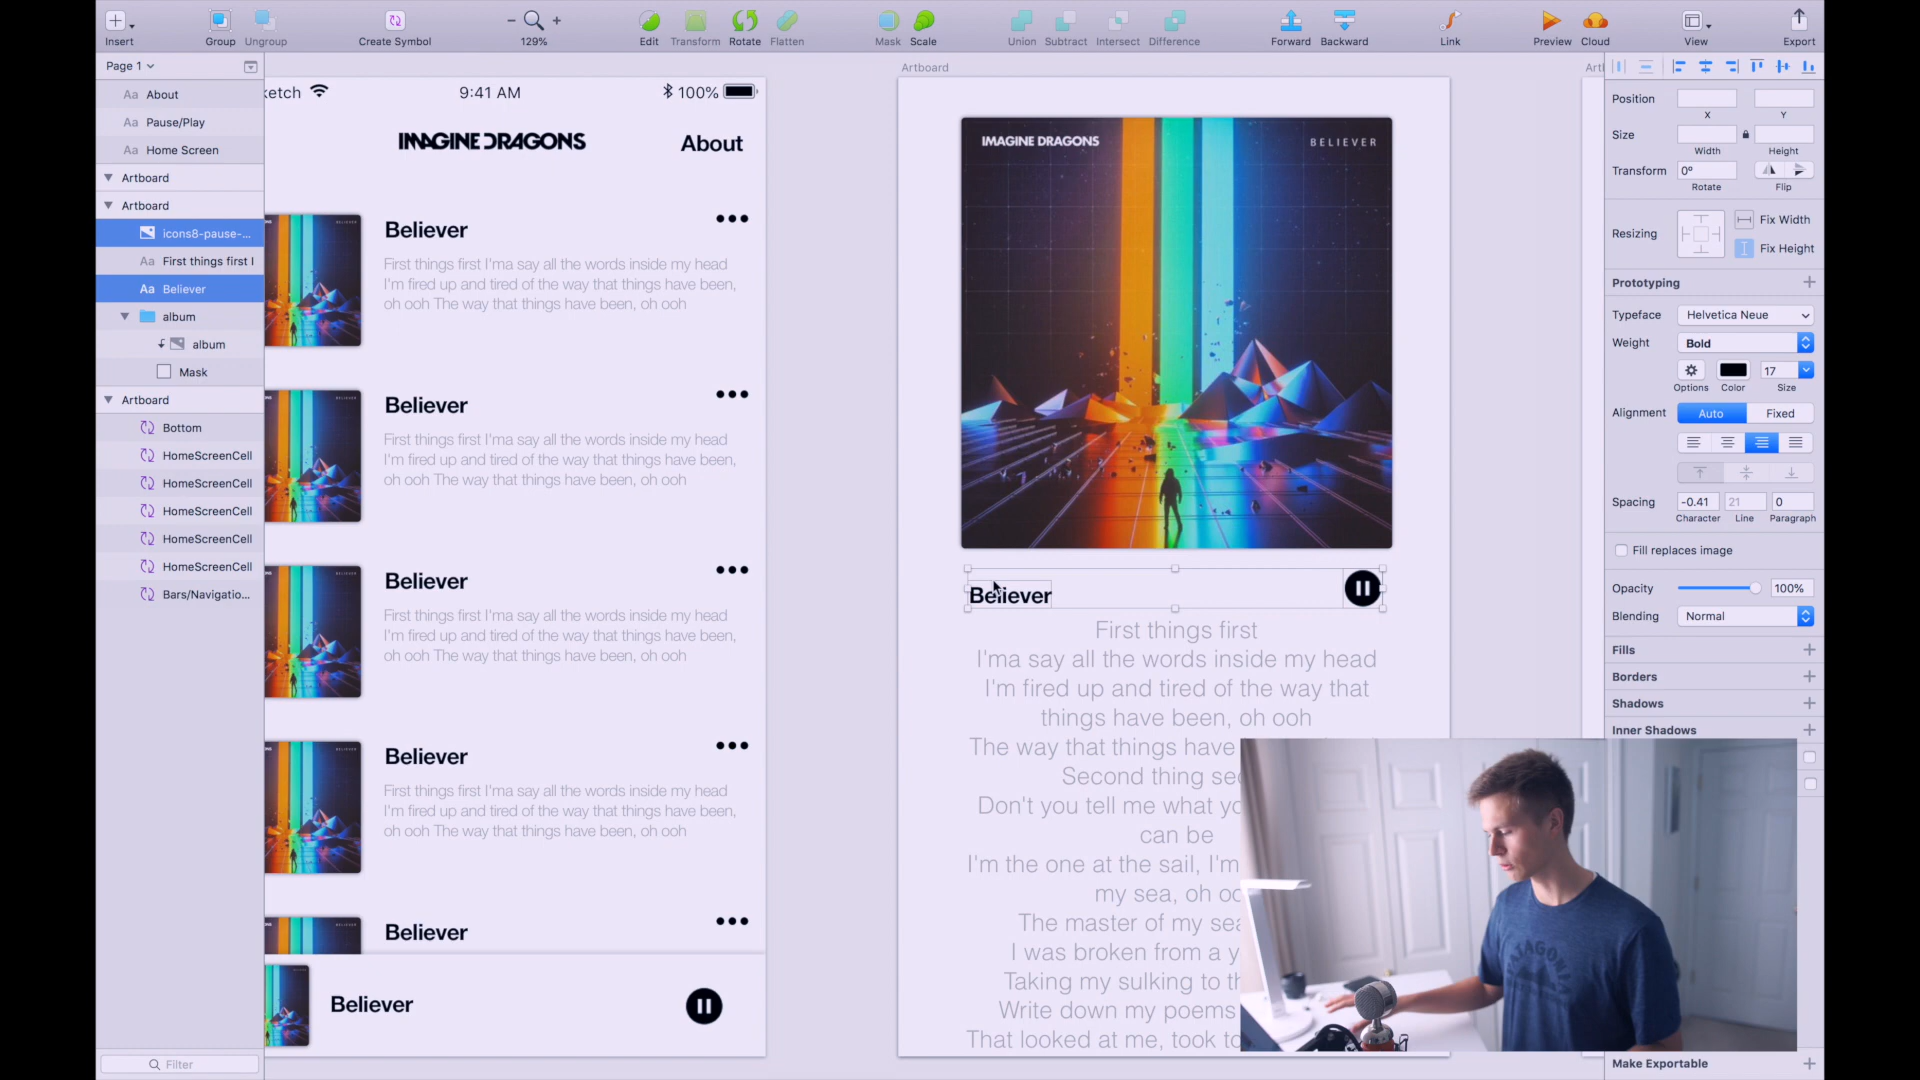 Insert
Group
Ungroup
Create Symbol
129%
Edit
Transform
Rotate
Flatten
Mask
Scale
Union
Subtract
Intersect
Difference
Forward
Backward
Link
Preview
Cloud
View
Export
Page 1
Aa About
Aa Pause/Play
Aa Home Screen
Artboard
Artboard
icons8-pause-...
Aa First things first I
Aa Believer
album
album
Mask
Artboard
Bottom
HomeScreenCell
HomeScreenCell
HomeScreenCell
HomeScreenCell
HomeScreenCell
Bars/Navigatio...
Filter
etch
9:41 AM
100%
IMAGINE DRAGONS
About
Believer
First things first I'ma say all the words inside my head
I'm fired up and tired of the way that things have been,
oh ooh The way that things have been, oh ooh
Believer
First things first I'ma say all the words inside my head
I'm fired up and tired of the way that things have been,
oh ooh The way that things have been, oh ooh
Believer
First things first I'ma say all the words inside my head
I'm fired up and tired of the way that things have been,
oh ooh The way that things have been, oh ooh
Believer
First things first I'ma say all the words inside my head
I'm fired up and tired of the way that things have been,
oh ooh The way that things have been, oh ooh
Believer
Believer
Artboard
IMAGINE DRAGONS
BELIEVER
Believer
First things first
I'ma say all the words inside my head
I'm fired up and tired of the way that
things have been, oh ooh
The way that things have
Second thing sec
Don't you tell me what yo
can be
I'm the one at the sail, I'm
my sea, oh oo
The master of my sea
I was broken from a y
Taking my sulking to th
Write down my poems
That looked at me, took to
PATAGONIA
Art
Position
X
Y
Size
Width
Height
Transform
0°
Rotate
Flip
Resizing
Fix Width
Fix Height
Prototyping
Typeface
Helvetica Neue
Weight
Bold
17
Options
Color
Size
Alignment
Auto
Fixed
Spacing
-0.41
21
0
Character
Line
Paragraph
Fill replaces image
Opacity
100%
Blending
Normal
Fills
Borders
Shadows
Inner Shadows
Make Exportable